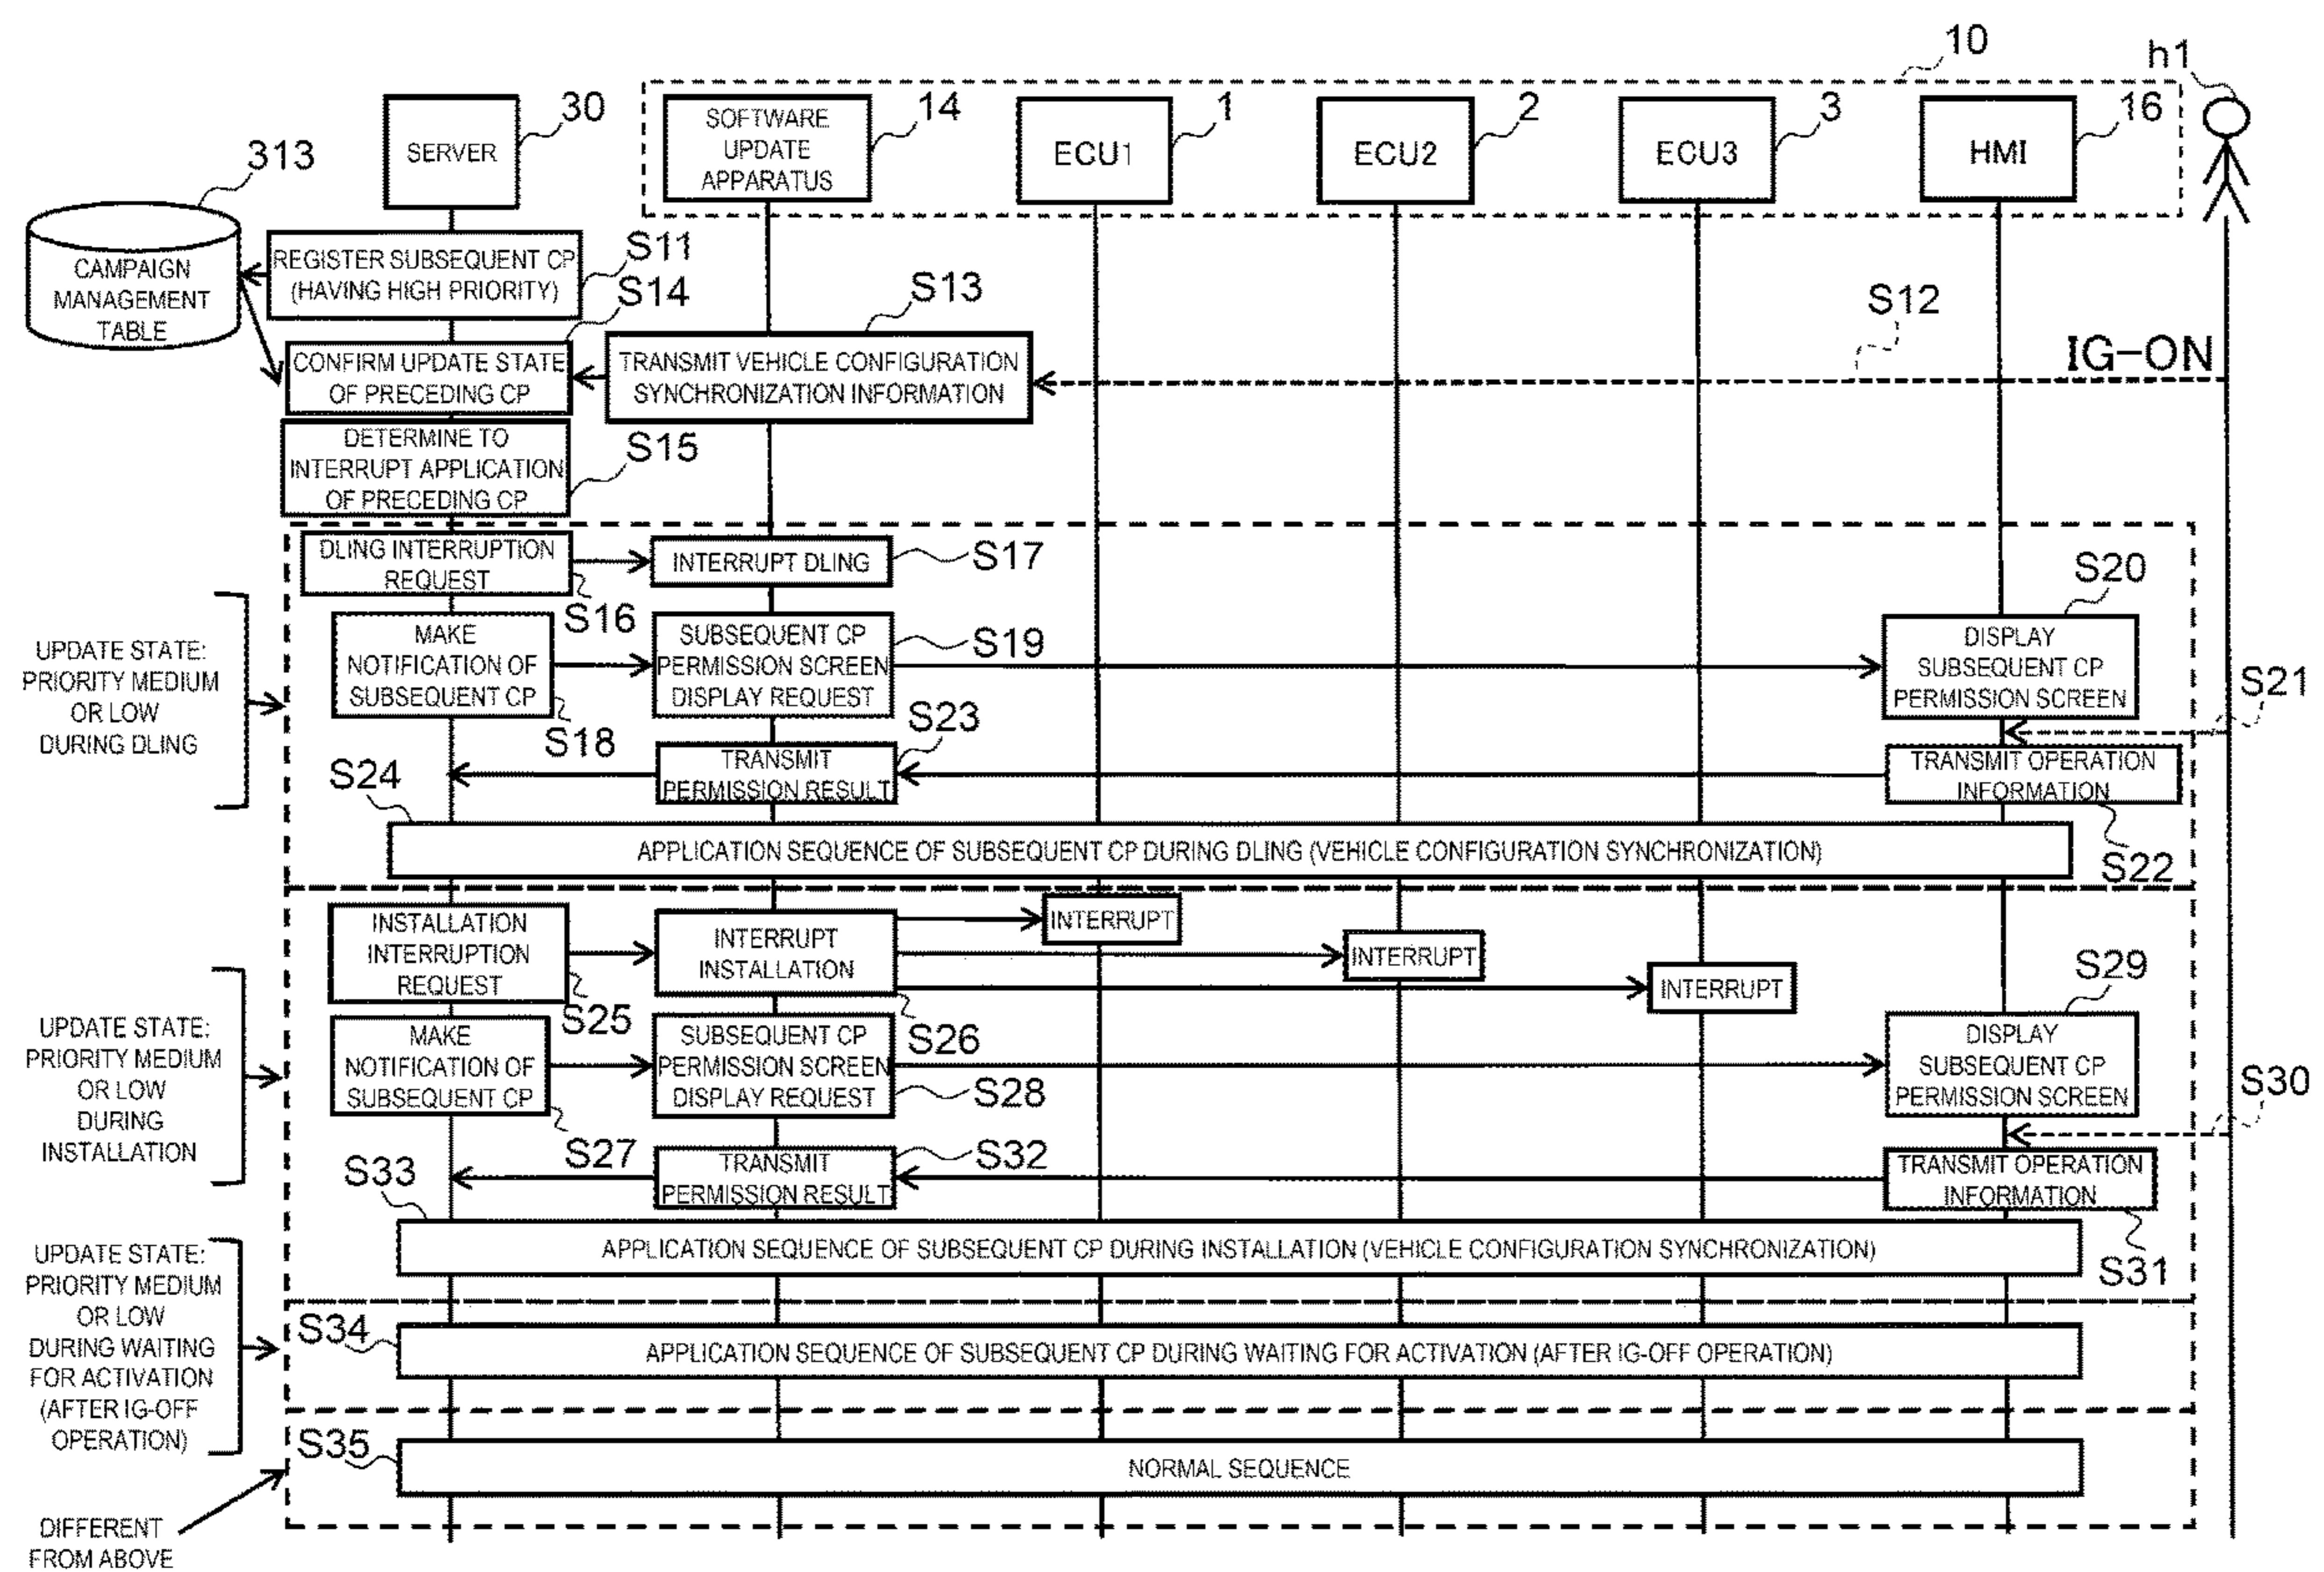 10
h1
30
14
1
2
3
16
313
SERVER
SOFTWARE
UPDATE
APPARATUS
ECU1
ECU2
ECU3
HMI
CAMPAIGN
MANAGEMENT
TABLE
REGISTER SUBSEQUENT CP
(HAVING HIGH PRIORITY)
S11
S14
S13
S12
IG-ON
CONFIRM UPDATE STATE
OF PRECEDING CP
TRANSMIT VEHICLE CONFIGURATION
SYNCHRONIZATION INFORMATION
DETERMINE TO
INTERRUPT APPLICATION
OF PRECEDING CP
S15
DLING INTERRUPTION
REQUEST
S16
INTERRUPT DLING
S17
S20
UPDATE STATE:
PRIORITY MEDIUM
OR LOW
DURING DLING
MAKE
NOTIFICATION OF
SUBSEQUENT CP
S18
SUBSEQUENT CP
PERMISSION SCREEN
DISPLAY REQUEST
S19
DISPLAY
SUBSEQUENT CP
PERMISSION SCREEN
S21
S23
TRANSMIT
PERMISSION RESULT
TRANSMIT OPERATION
INFORMATION
S22
S24
APPLICATION SEQUENCE OF SUBSEQUENT CP DURING DLING (VEHICLE CONFIGURATION SYNCHRONIZATION)
INSTALLATION
INTERRUPTION
REQUEST
S25
INTERRUPT
INSTALLATION
S26
INTERRUPT
INTERRUPT
INTERRUPT
S29
UPDATE STATE:
PRIORITY MEDIUM
OR LOW
DURING
INSTALLATION
MAKE
NOTIFICATION OF
SUBSEQUENT CP
S27
SUBSEQUENT CP
PERMISSION SCREEN
DISPLAY REQUEST
S28
DISPLAY
SUBSEQUENT CP
PERMISSION SCREEN
S30
S32
TRANSMIT
PERMISSION RESULT
TRANSMIT OPERATION
INFORMATION
S31
S33
APPLICATION SEQUENCE OF SUBSEQUENT CP DURING INSTALLATION (VEHICLE CONFIGURATION SYNCHRONIZATION)
UPDATE STATE:
PRIORITY MEDIUM
OR LOW
DURING WAITING
FOR ACTIVATION
(AFTER IG-OFF
OPERATION)
S34
APPLICATION SEQUENCE OF SUBSEQUENT CP DURING WAITING FOR ACTIVATION (AFTER IG-OFF OPERATION)
S35
NORMAL SEQUENCE
DIFFERENT
FROM ABOVE